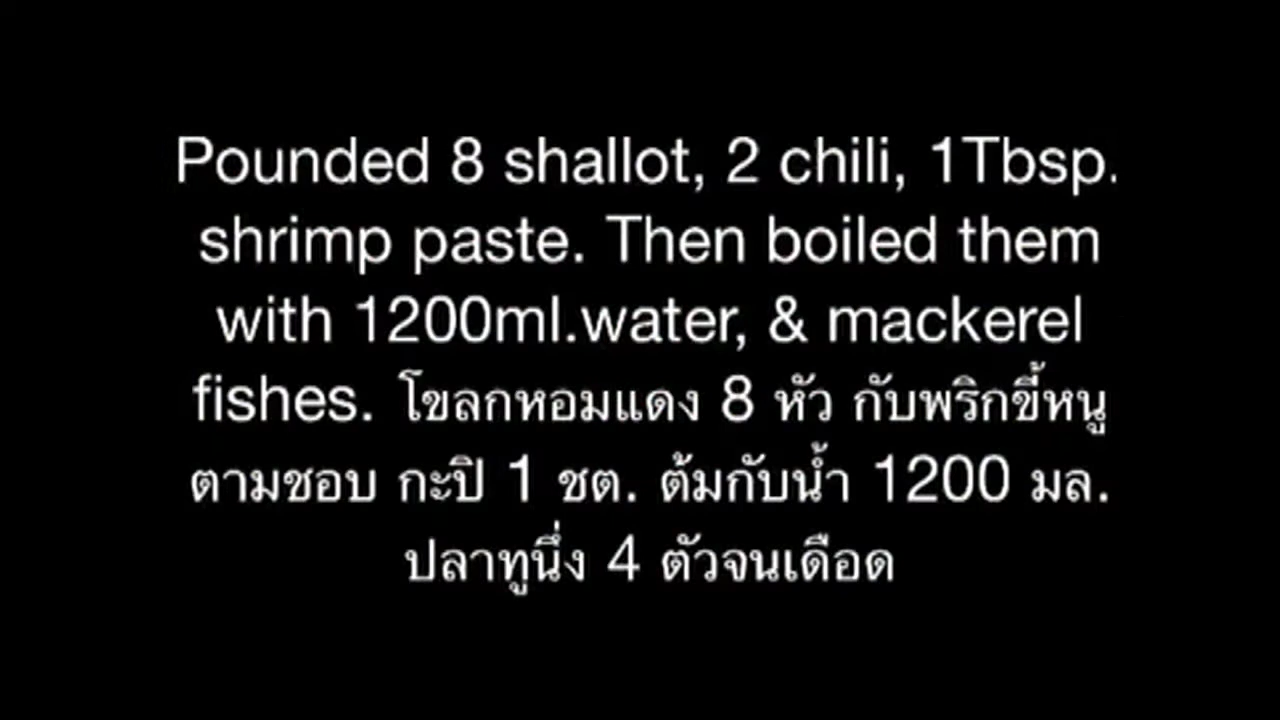 Pounded 8 shallot, 2 chili, 1Tbsp.
shrimp paste. Then boiled them
with 1200ml.water, & mackerel
fishes. โขลกหอมแดง 8 หัว กับพริกขี้หนู
ตามชอบ กะปิ 1 ชต. ต้มกับน้ำ 1200 มล.
ปลาทูนึ่ง 4 ตัวจนเดือด